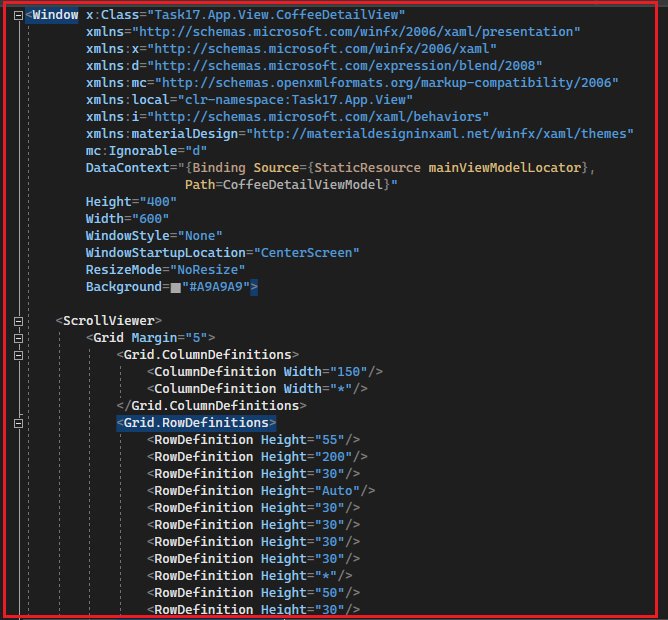 <Window x:Class="Task17.App.View.CoffeeDetailView"
xmlns="http://schemas.microsoft.com/winfx/2006/xaml/presentation"
xmlns:x="http://schemas.microsoft.com/winfx/2006/xaml"
xmlns:d="http://schemas.microsoft.com/expression/blend/2008"
xmlns:mc="http://schemas.openxmlformats.org/markup-compatibility/2006"
xmlns:local="clr-namespace:Task17.App.View"
xmlns:i="http://schemas.microsoft.com/xaml/behaviors"
xmlns:materialDesign="http://materialdesigninxaml.net/winfx/xaml/themes"
mc:Ignorable="d"
DataContext="{Binding Source={StaticResource mainViewModelLocator},
Path=CoffeeDetailViewModel}"
Height="400"
Width="600"
WindowStyle="None"
WindowStartupLocation="CenterScreen"
ResizeMode="NoResize"
Background="#A9A9A9">
<ScrollViewer>
<Grid Margin="5">
<Grid.ColumnDefinitions>
<ColumnDefinition Width="150"/>
<ColumnDefinition Width="*"/>
</Grid.ColumnDefinitions>
<Grid.RowDefinitions>
<RowDefinition Height="55"/>
<RowDefinition Height="200"/>
<RowDefinition Height="30"/>
<RowDefinition Height="Auto"/>
<RowDefinition Height="30"/>
<RowDefinition Height="30"/>
<RowDefinition Height="30"/>
<RowDefinition Height="30"/>
<RowDefinition Height="*"/>
<RowDefinition Height="50"/>
<RowDefinition Height="30"/>